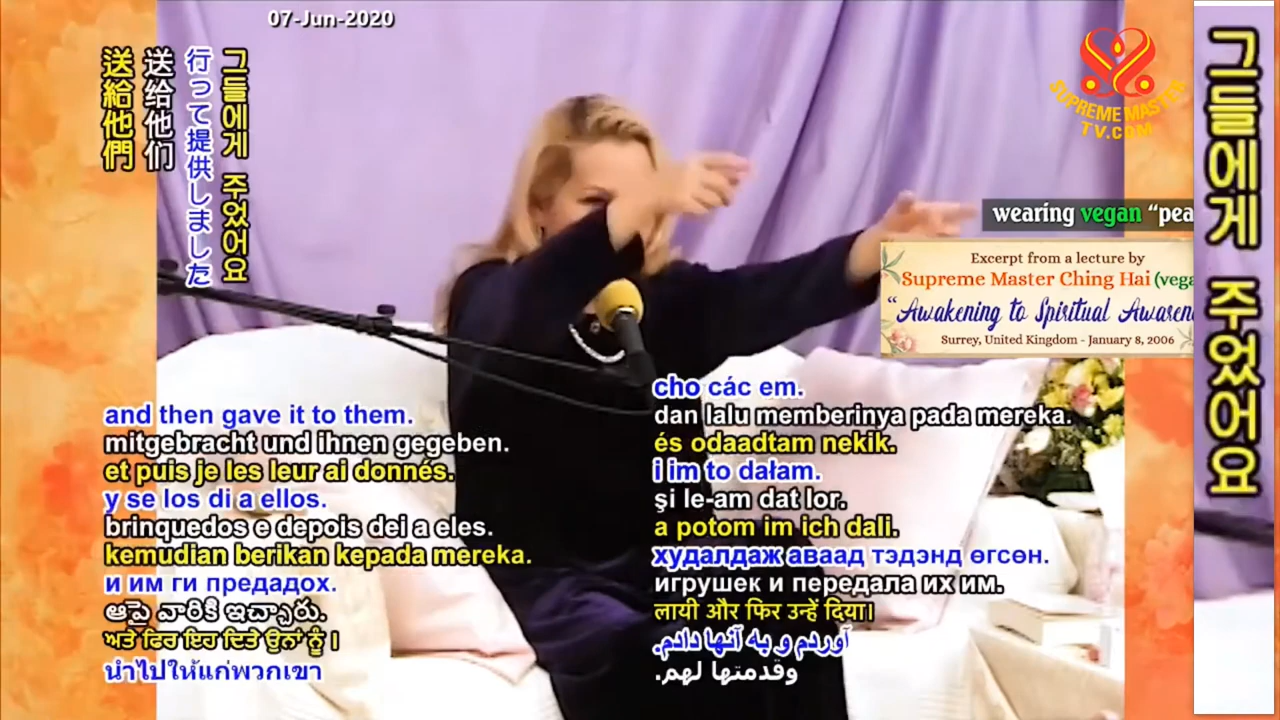 07-Jun-2020
送給他們
送给他们
行って提供しました
그들에게 주었어요
그들에게 주었어요
SUPREME MASTER
TV.COM
wearing vegan “pea
Excerpt from a lecture by
Supreme Master Ching Hai (vega
“Awakening to Spiritual Awaren
Surrey, United Kingdom - January 8, 2006
and then gave it to them.
mitgebracht und ihnen gegeben.
et puis je les leur ai donnés.
y se los di a ellos.
brinquedos e depois dei a eles.
kemudian berikan kepada mereka.
и им ги предадох.
ఆపై వారికి ఇచ్చారు.
ਅਤੇ ਫਿਰ ਇਹ ਦਿਤੇ ਉਨਾਂ ਨੂੰ।
นำไปให้แก่พวกเขา
cho các em.
dan lalu memberinya pada mereka.
és odaadtam nekik.
i im to dałam.
şi le-am dat lor.
a potom im ich dali.
худалдаж аваад тэдэнд өгсөн.
игрушек и передала их им.
लायी और फिर उन्हें दिया।
آوردم و به آنها دادم.
وقدمتها لهم.